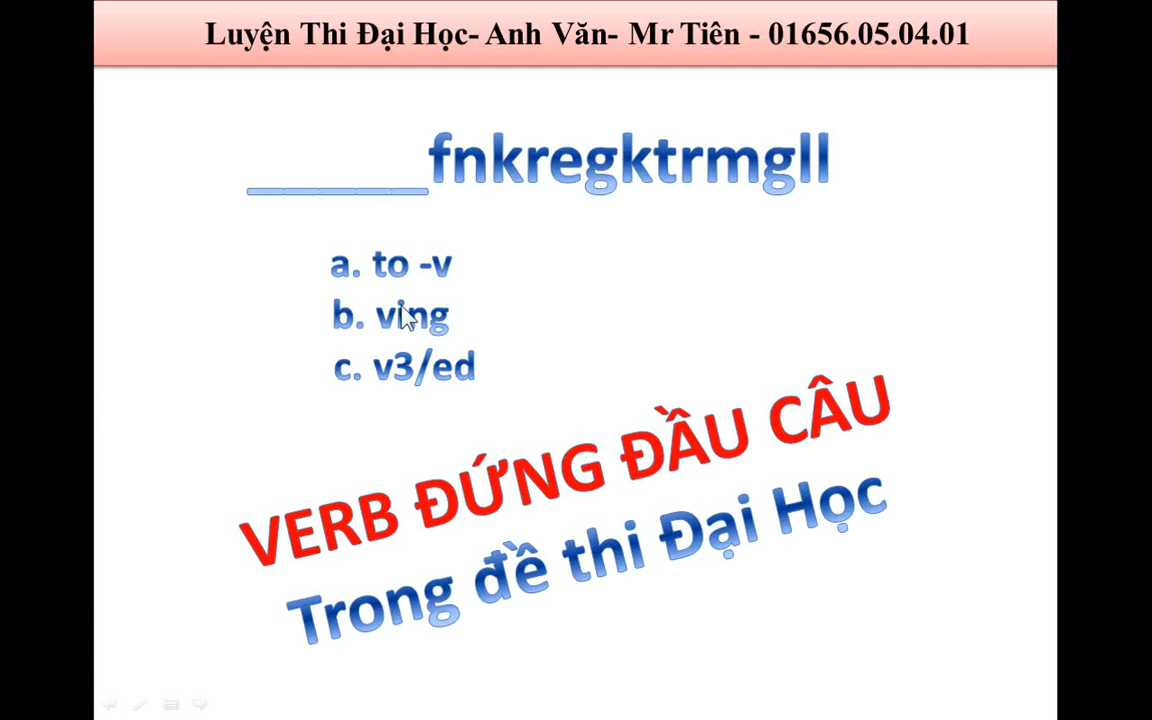 Luyện Thi Đại Học- Anh Văn- Mr Tiên - 01656.05.04.01
_____fnkregktrmgll
a. to -v
b. ving
c. v3/ed
VERB ĐỨNG ĐẦU CÂU
Trong đề thi Đại Học